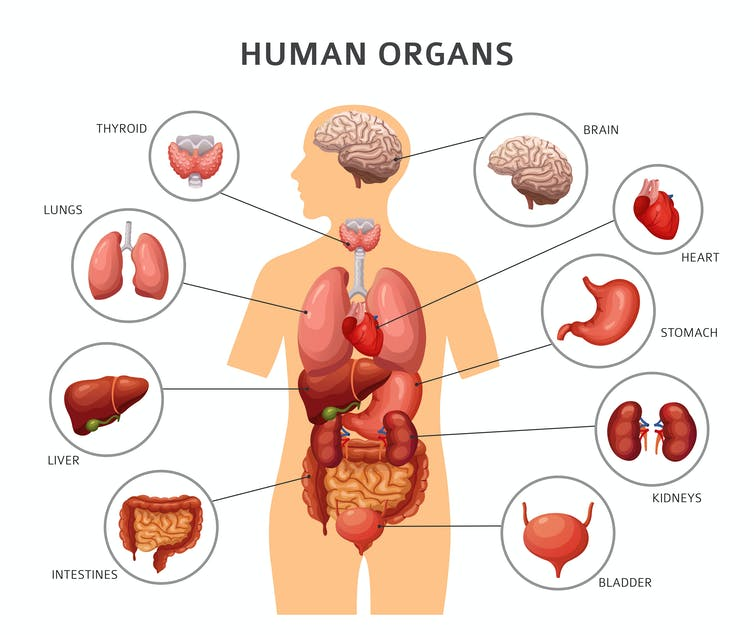 HUMAN ORGANS
THYROID
BRAIN
LUNGS
HEART
STOMACH
LIVER
KIDNEYS
INTESTINES
BLADDER